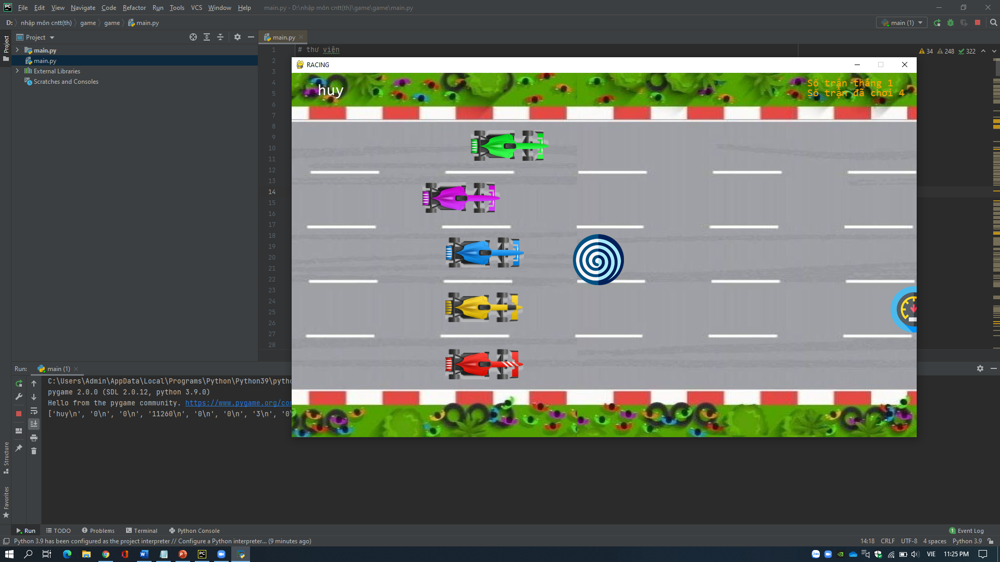 PC File Edit View Navigate Code Refactor Run Tools VCS Window Help main.py - D:\nhập môn cntt(th)\game\game\main.py
D: nhập môn cntt(th) game game main.py main (1)
Project main.py
Project
main.py
main.py
External Libraries
Scratches and Consoles
1 # thư viện
34 248 322
2
3
4
5
6
7
8
9
10
11
12
13
14
15
16
17
18
19
20
21
22
23
24
25
26
27
28
RACING
huy
Số trận thắng 1
Số trận đã chơi 4
Run: main (1)
C:\Users\Admin\AppData\Local\Programs\Python\Python39\pytho
pygame 2.0.0 (SDL 2.0.12, python 3.9.0)
Hello from the pygame community. https://www.pygame.org/con
['huy\n', '0\n', '0\n', '11260\n', '0\n', '0\n', '3\n', '0\
Structure
Favorites
Run TODO Problems Terminal Python Console 1 Event Log
Python 3.9 has been configured as the project interpreter // Configure a Python interpreter... (9 minutes ago) 14:18 CRLF UTF-8 4 spaces Python 3.9
VIE 11:25 PM